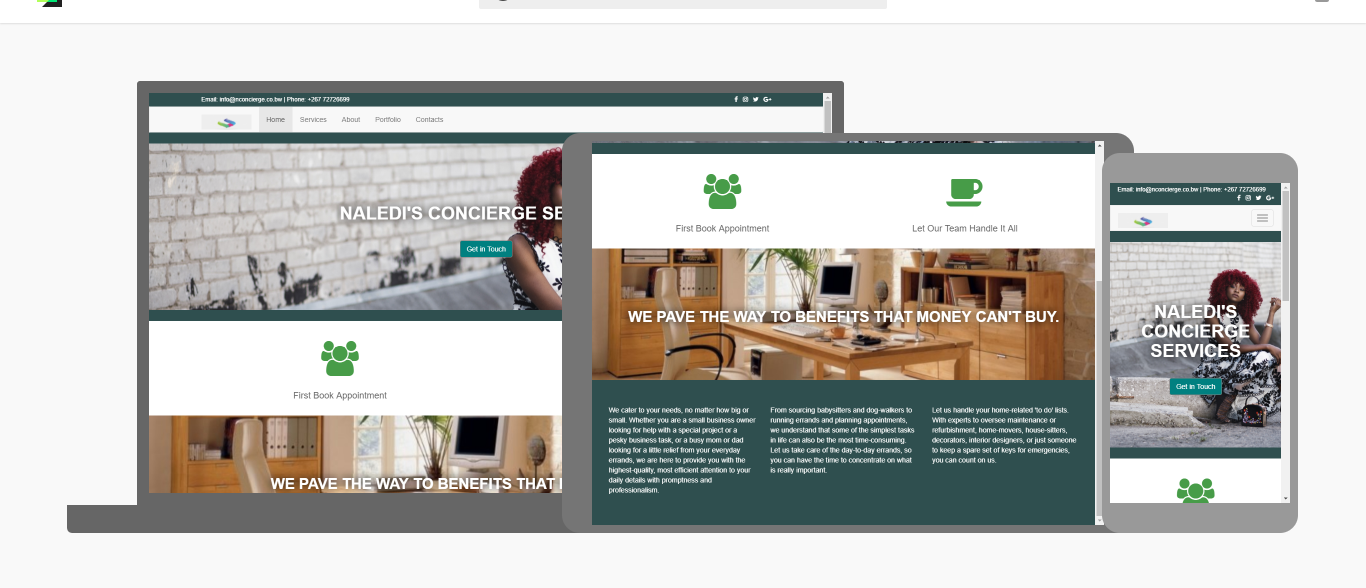 Email: info@nconcierge.co.bw | Phone: +267 72726699
Home Services About Portfolio Contacts
NALEDI'S CONCIERGE SE
Get in Touch
First Book Appointment
WE PAVE THE WAY TO BENEFITS THAT
First Book Appointment
Let Our Team Handle It All
WE PAVE THE WAY TO BENEFITS THAT MONEY CAN'T BUY.
We cater to your needs, no matter how big or
small. Whether you are a small business owner
looking for help with a special project or a
pesky business task, or a busy mom or dad
looking for a little relief from your everyday
errands, we are here to provide you with the
highest-quality, most efficient attention to your
daily details with promptness and
professionalism.
From sourcing babysitters and dog-walkers to
running errands and planning appointments,
we understand that some of the simplest tasks
in life can also be the most time-consuming.
Let us take care of the day-to-day errands, so
you can have the time to concentrate on what
is really important.
Let us handle your home-related 'to do' lists.
With experts to oversee maintenance or
refurbishment, home-movers, house-sitters,
decorators, interior designers, or just someone
to keep a spare set of keys for emergencies,
you can count on us.
Email: info@nconcierge.co.bw | Phone: +267 72726699
NALEDI'S
CONCIERGE
SERVICES
Get in Touch